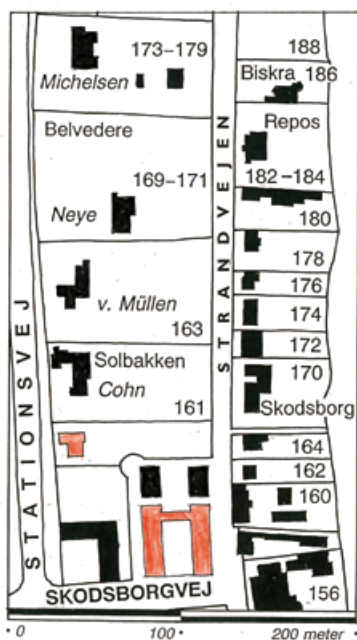 173–179
Michelsen
188
Biskra 186
Repos
Belvedere
182–184
169–171
Neye
180
178
STRANDVEJEN
176
v. Müllen
174
163
172
Solbakken
Cohn
170
161
Skodsborg
164
162
160
STATIONSVEJ
156
SKODSBORGVEJ
0 100 200 meter